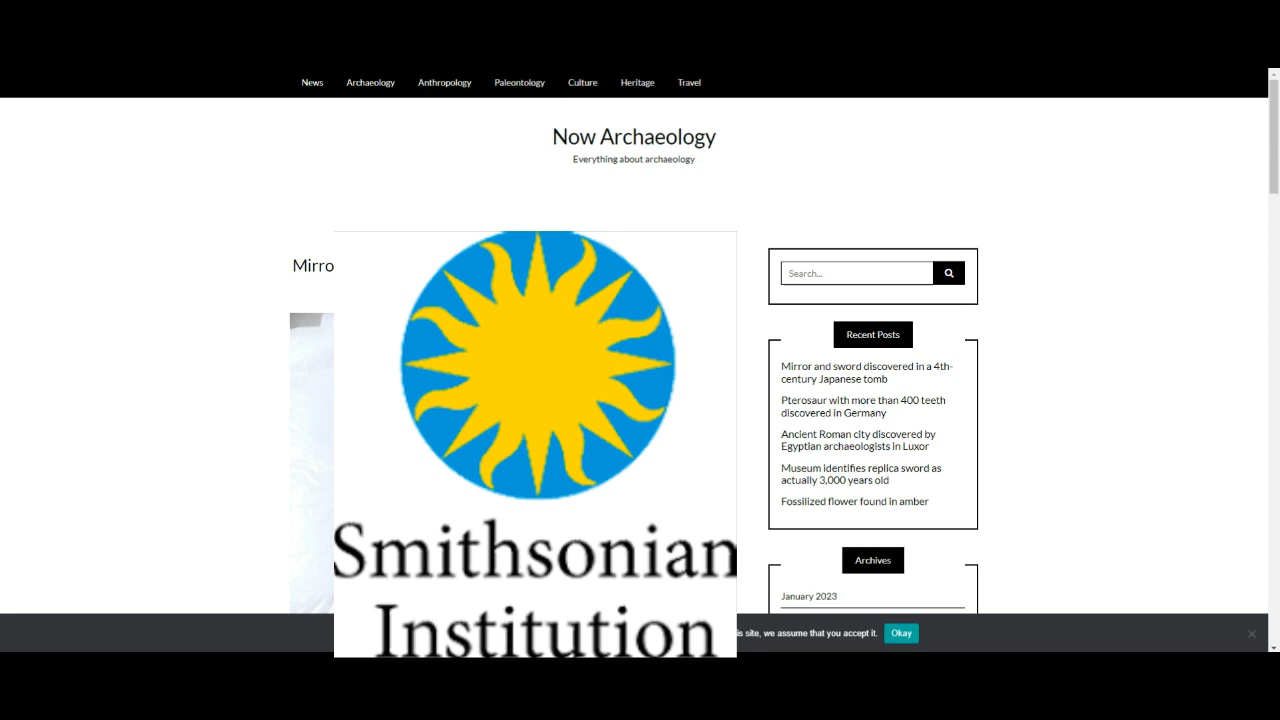 News Archaeology Anthropology Paleontology Culture Heritage Travel
Now Archaeology
Everything about archaeology
Mirro
Smithsonian
Institution
Search...
Recent Posts
Mirror and sword discovered in a 4th-
century Japanese tomb
Pterosaur with more than 400 teeth
discovered in Germany
Ancient Roman city discovered by
Egyptian archaeologists in Luxor
Museum identifies replica sword as
actually 3,000 years old
Fossilized flower found in amber
Archives
January 2023
is site, we assume that you accept it. Okay